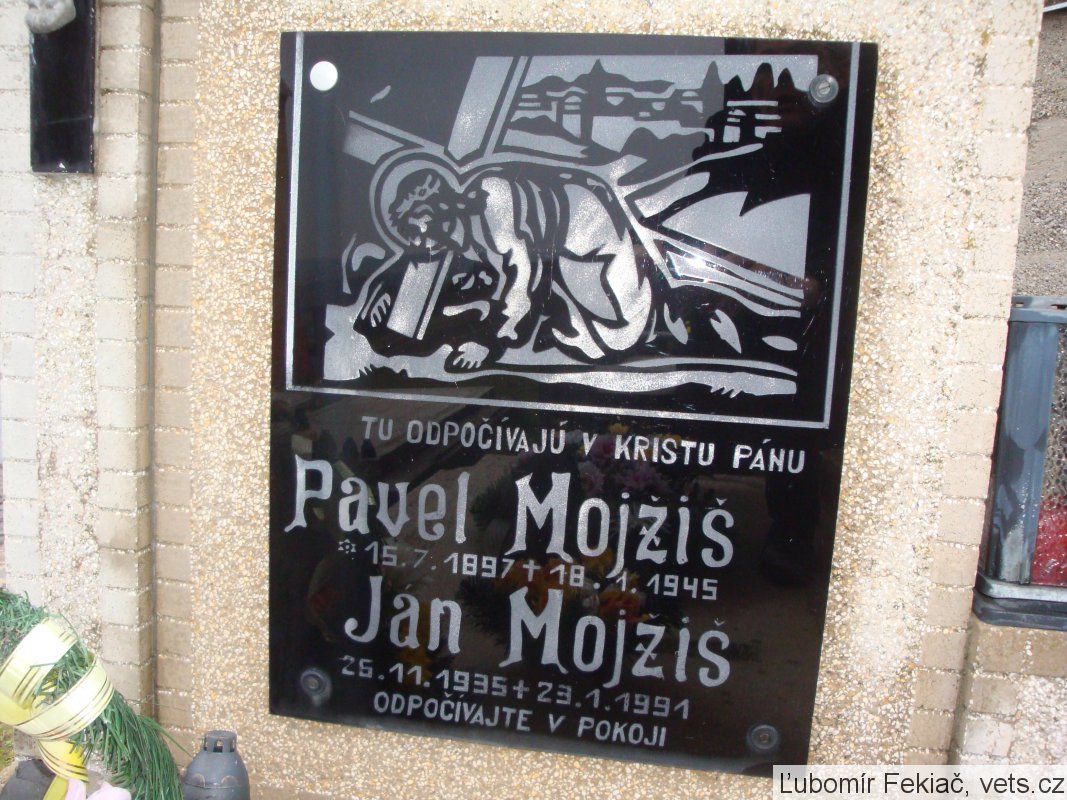 TU ODPOČÍVAJÚ V KRISTU PÁNU
Pavel Mojžiš
* 15.7.1897 + 18.1.1945
Ján Mojžiš
25.11.1935 + 23.1.1991
ODPOČÍVAJTE V POKOJI
Ľubomír Fekiač, vets.cz